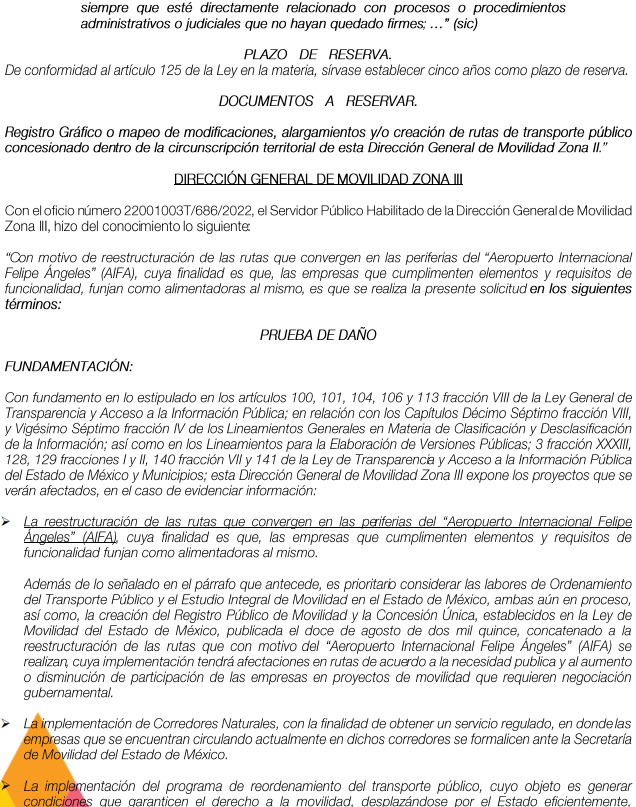 siempre que esté directamente relacionado con procesos o procedimientos
administrativos o judiciales que no hayan quedado firmes; …” (sic)
PLAZO DE RESERVA.
De conformidad al artículo 125 de la Ley en la materia, sírvase establecer cinco años como plazo de reserva.
DOCUMENTOS A RESERVAR.
Registro Gráfico o mapeo de modificaciones, alargamientos y/o creación de rutas de transporte público
concesionado dentro de la circunscripción territorial de esta Dirección General de Movilidad Zona II.”
DIRECCIÓN GENERAL DE MOVILIDAD ZONA III
Con el oficio número 22001003T/686/2022, el Servidor Público Habilitado de la Dirección General de Movilidad
Zona III, hizo del conocimiento lo siguiente:
“Con motivo de reestructuración de las rutas que convergen en las periferias del “Aeropuerto Internacional
Felipe Ángeles” (AIFA), cuya finalidad es que, las empresas que cumplimenten elementos y requisitos de
funcionalidad, funjan como alimentadoras al mismo, es que se realiza la presente solicitud en los siguientes
términos:
PRUEBA DE DAÑO
FUNDAMENTACIÓN:
Con fundamento en lo estipulado en los artículos 100, 101, 104, 106 y 113 fracción VIII de la Ley General de
Transparencia y Acceso a la Información Pública; en relación con los Capítulos Décimo Séptimo fracción VIII,
y Vigésimo Séptimo fracción IV de los Lineamientos Generales en Materia de Clasificación y Desclasificación
de la Información; así como en los Lineamientos para la Elaboración de Versiones Públicas; 3 fracción XXXIII,
128, 129 fracciones I y II, 140 fracción VII y 141 de la Ley de Transparencia y Acceso a la Información Pública
del Estado de México y Municipios; esta Dirección General de Movilidad Zona III expone los proyectos que se
verán afectados, en el caso de evidenciar información:
➢ La reestructuración de las rutas que convergen en las periferias del “Aeropuerto Internacional Felipe
Ángeles” (AIFA), cuya finalidad es que, las empresas que cumplimenten elementos y requisitos de
funcionalidad funjan como alimentadoras al mismo.
Además de lo señalado en el párrafo que antecede, es prioritario considerar las labores de Ordenamiento
del Transporte Público y el Estudio Integral de Movilidad en el Estado de México, ambas aún en proceso,
así como, la creación del Registro Público de Movilidad y la Concesión Única, establecidos en la Ley de
Movilidad del Estado de México, publicada el doce de agosto de dos mil quince, concatenado a la
reestructuración de las rutas que con motivo del “Aeropuerto Internacional Felipe Ángeles” (AIFA) se
realizan, cuya implementación tendrá afectaciones en rutas de acuerdo a la necesidad publica y al aumento
o disminución de participación de las empresas en proyectos de movilidad que requieren negociación
gubernamental.
➢ La implementación de Corredores Naturales, con la finalidad de obtener un servicio regulado, en donde las
empresas que se encuentran circulando actualmente en dichos corredores se formalicen ante la Secretaría
de Movilidad del Estado de México.
➢ La implementación del programa de reordenamiento del transporte público, cuyo objeto es generar
condiciones que garanticen el derecho a la movilidad, desplazándose por el Estado eficientemente,